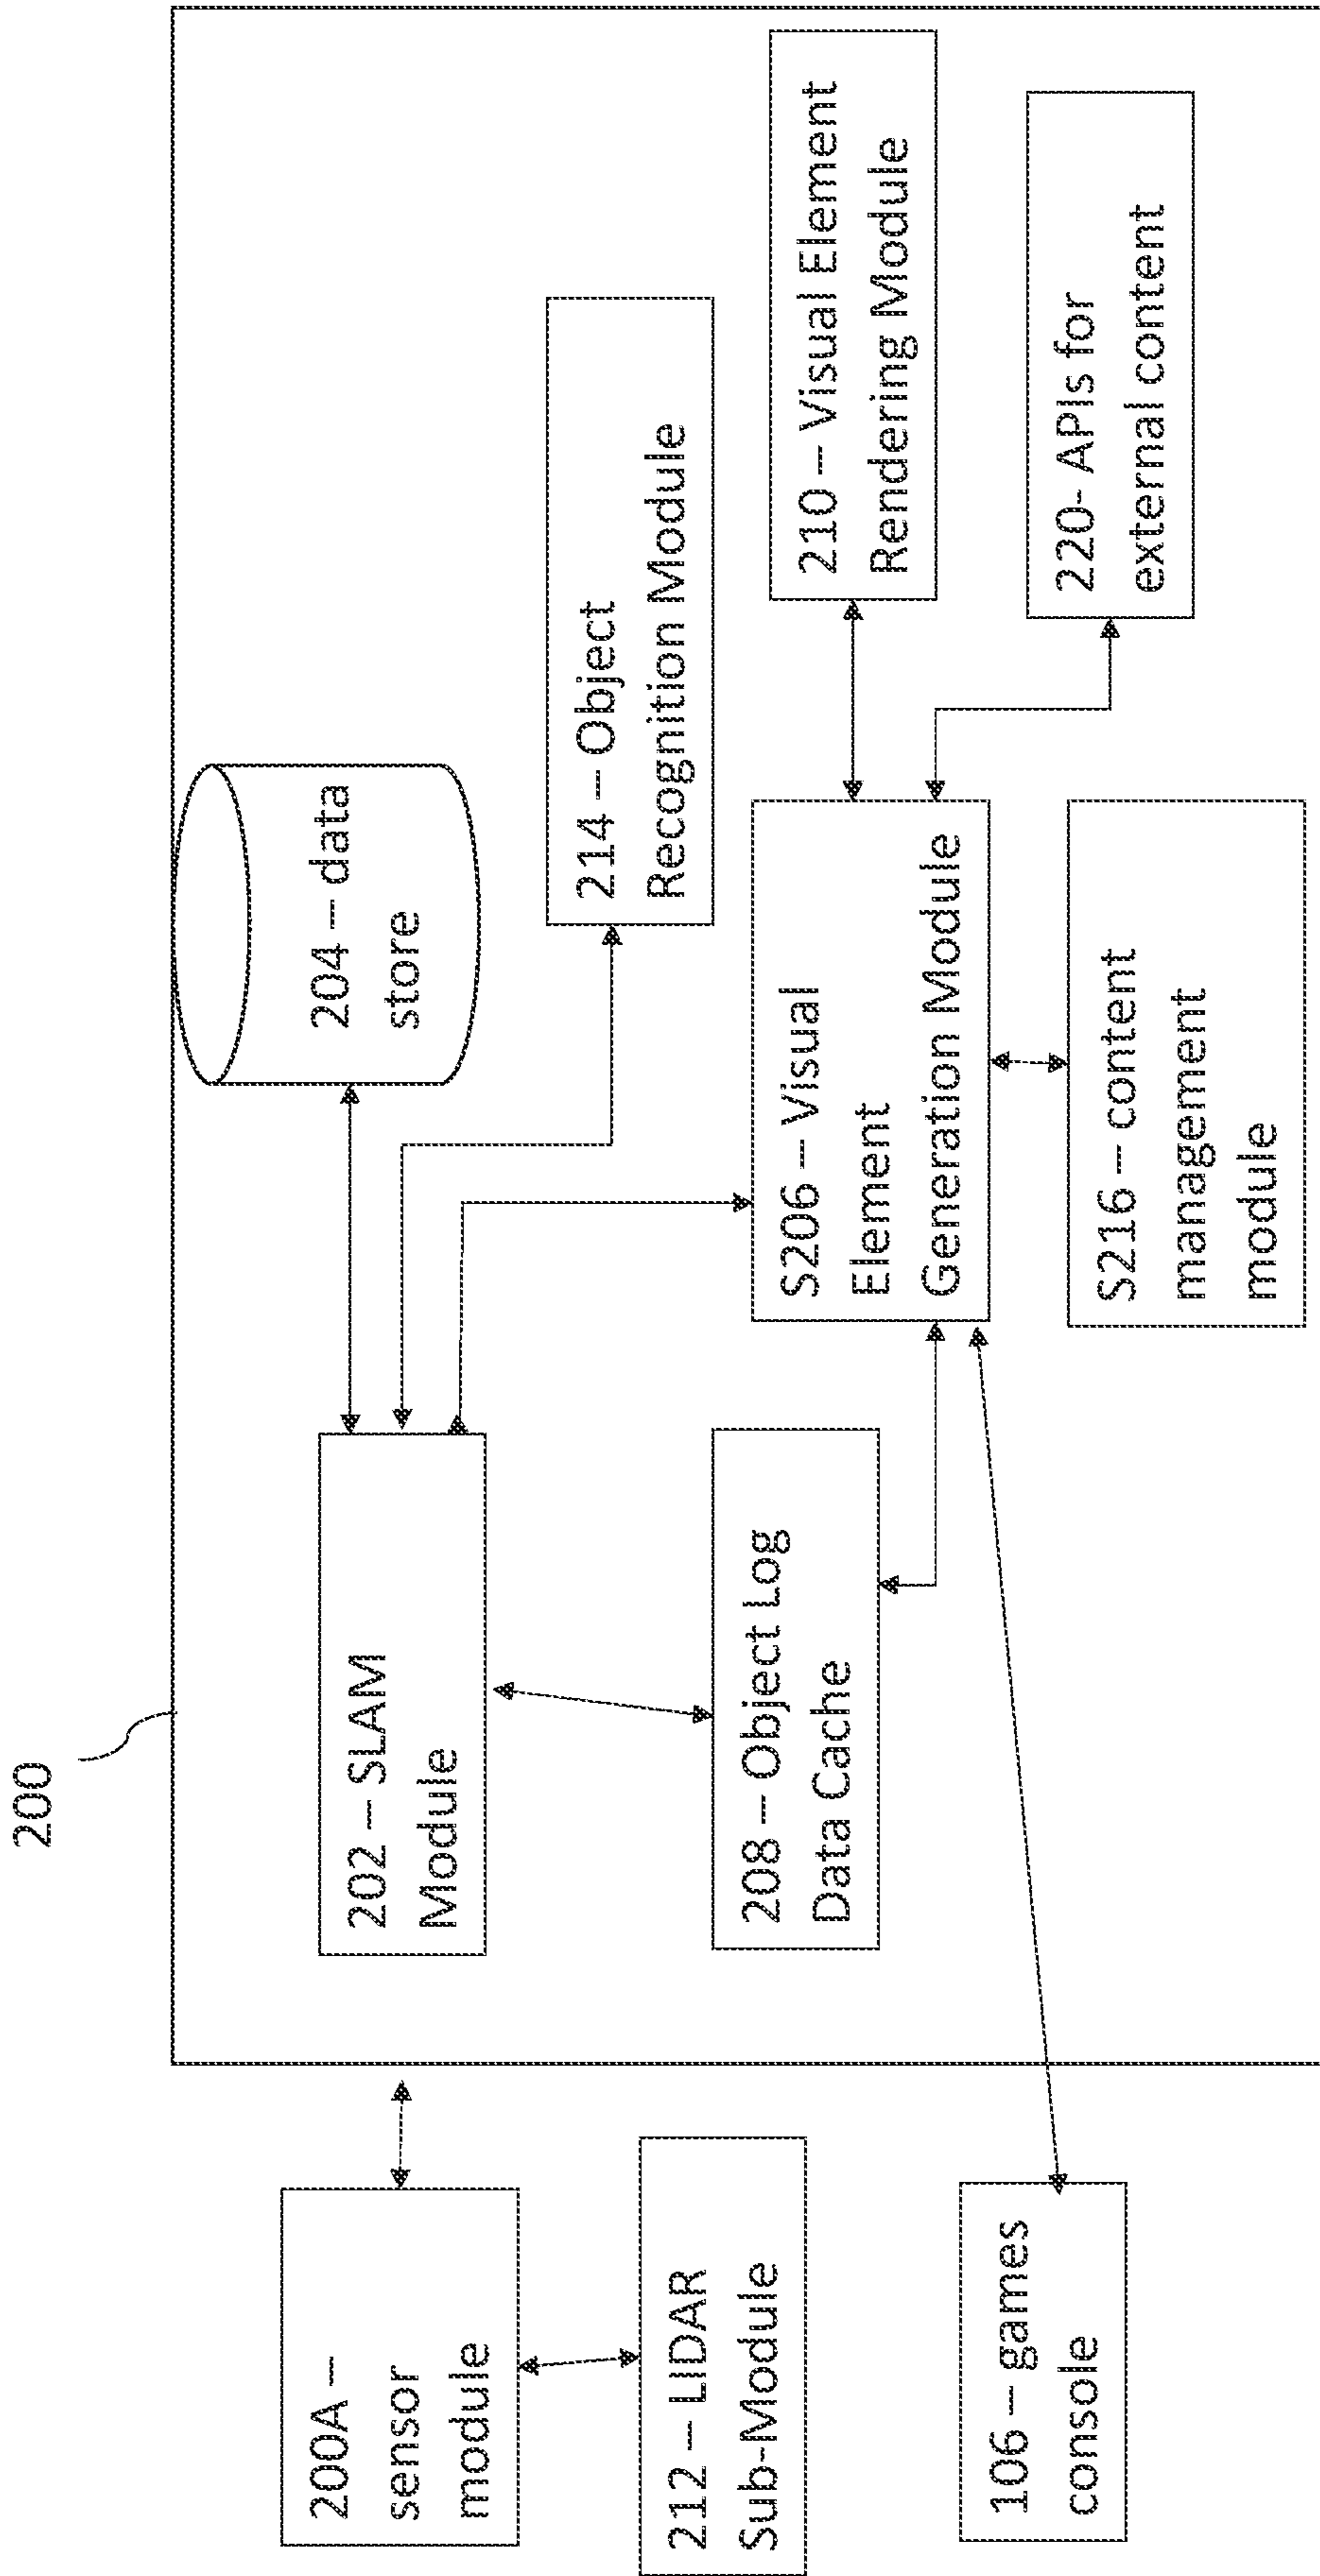 200
200A –
sensor
module
212 – LIDAR
Sub-Module
106 – games
console
202 – SLAM
Module
208 – Object Log
Data Cache
204 – data
store
214 – Object
Recognition Module
S206 – Visual
Element
Generation Module
S216 – content
management
module
210 – Visual Element
Rendering Module
220- APIs for
external content